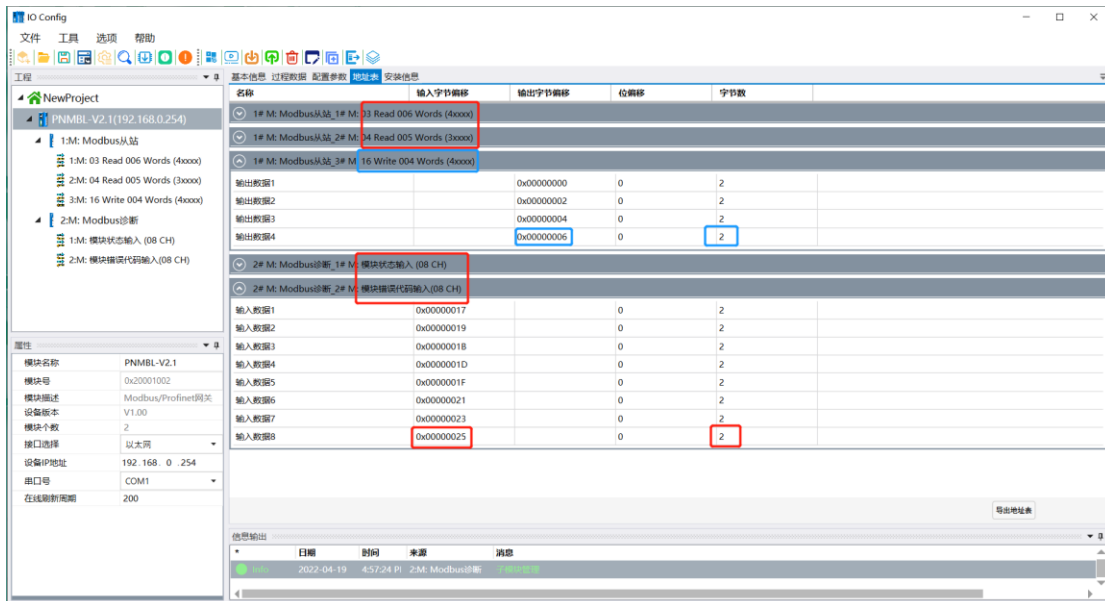 IO Config
文件 工具 选项 帮助
工程
NewProject
PNMBL-V2.1(192.168.0.254)
1:M: Modbus从站
1:M: 03 Read 006 Words (4xxxx)
2:M: 04 Read 005 Words (3xxxx)
3:M: 16 Write 004 Words (4xxxx)
2:M: Modbus诊断
1:M: 模块状态输入 (08 CH)
2:M: 模块错误代码输入(08 CH)
属性
模块名称 PNMBL-V2.1
模块号 0x20001002
模块描述 Modbus/Profinet网关
设备版本 V1.00
模块个数 2
接口选择 以太网
设备IP地址 192.168. 0 .254
串口号 COM1
在线刷新周期 200
基本信息 过程数据 配置参数 地址表 安装信息
名称 输入字节偏移 输出字节偏移 位偏移 字节数
1# M: Modbus从站_1# M: 03 Read 006 Words (4xxxx)
1# M: Modbus从站_2# M: 04 Read 005 Words (3xxxx)
1# M: Modbus从站_3# M: 16 Write 004 Words (4xxxx)
输出数据1 0x00000000 0 2
输出数据2 0x00000002 0 2
输出数据3 0x00000004 0 2
输出数据4 0x00000006 0 2
2# M: Modbus诊断_1# M: 模块状态输入 (08 CH)
2# M: Modbus诊断_2# M: 模块错误代码输入(08 CH)
输入数据1 0x00000017 0 2
输入数据2 0x00000019 0 2
输入数据3 0x0000001B 0 2
输入数据4 0x0000001D 0 2
输入数据5 0x0000001F 0 2
输入数据6 0x00000021 0 2
输入数据7 0x00000023 0 2
输入数据8 0x00000025 0 2
导出地址表
信息输出
* 日期 时间 来源 消息
Info 2022-04-19 4:57:24 PI 2:M: Modbus诊断 子模块管理